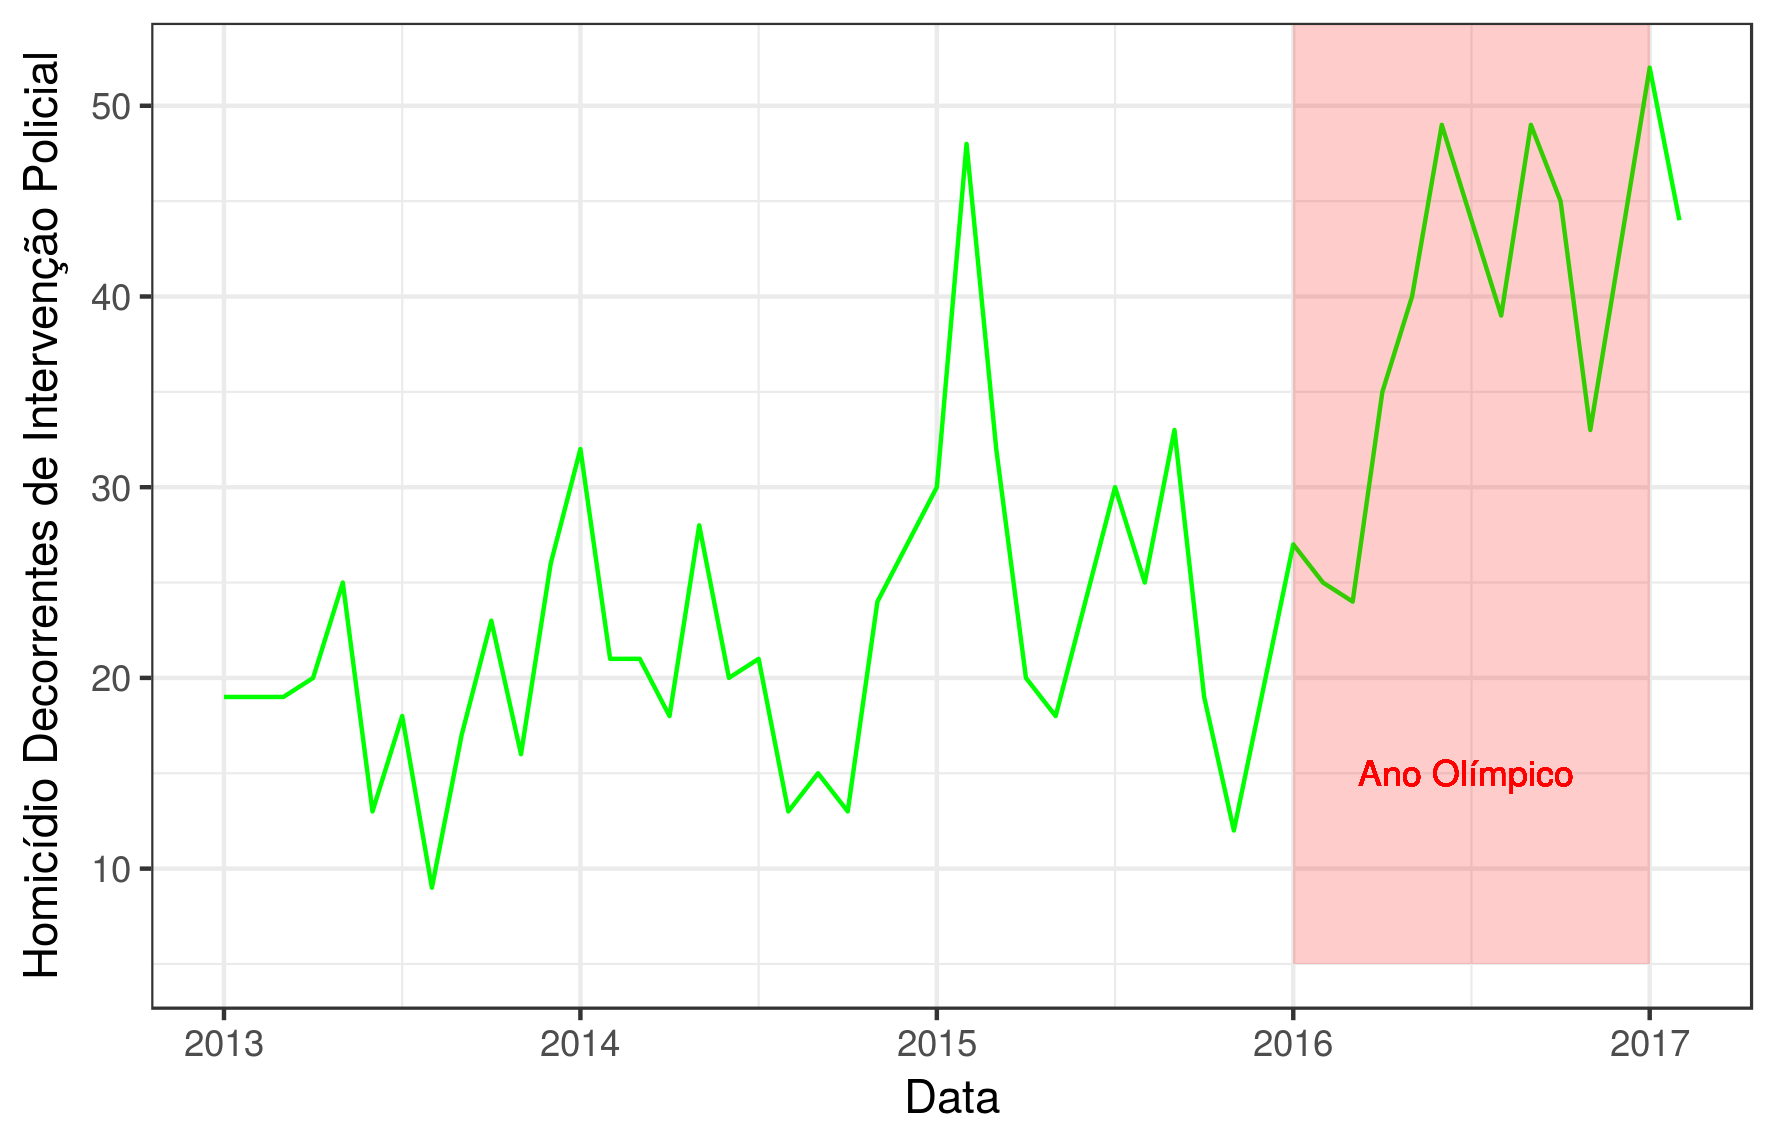 Homicídio Decorrentes de Intervenção Policial
50
40
30
20
10
Ano Olímpico
2013 2014 2015 2016 2017
Data